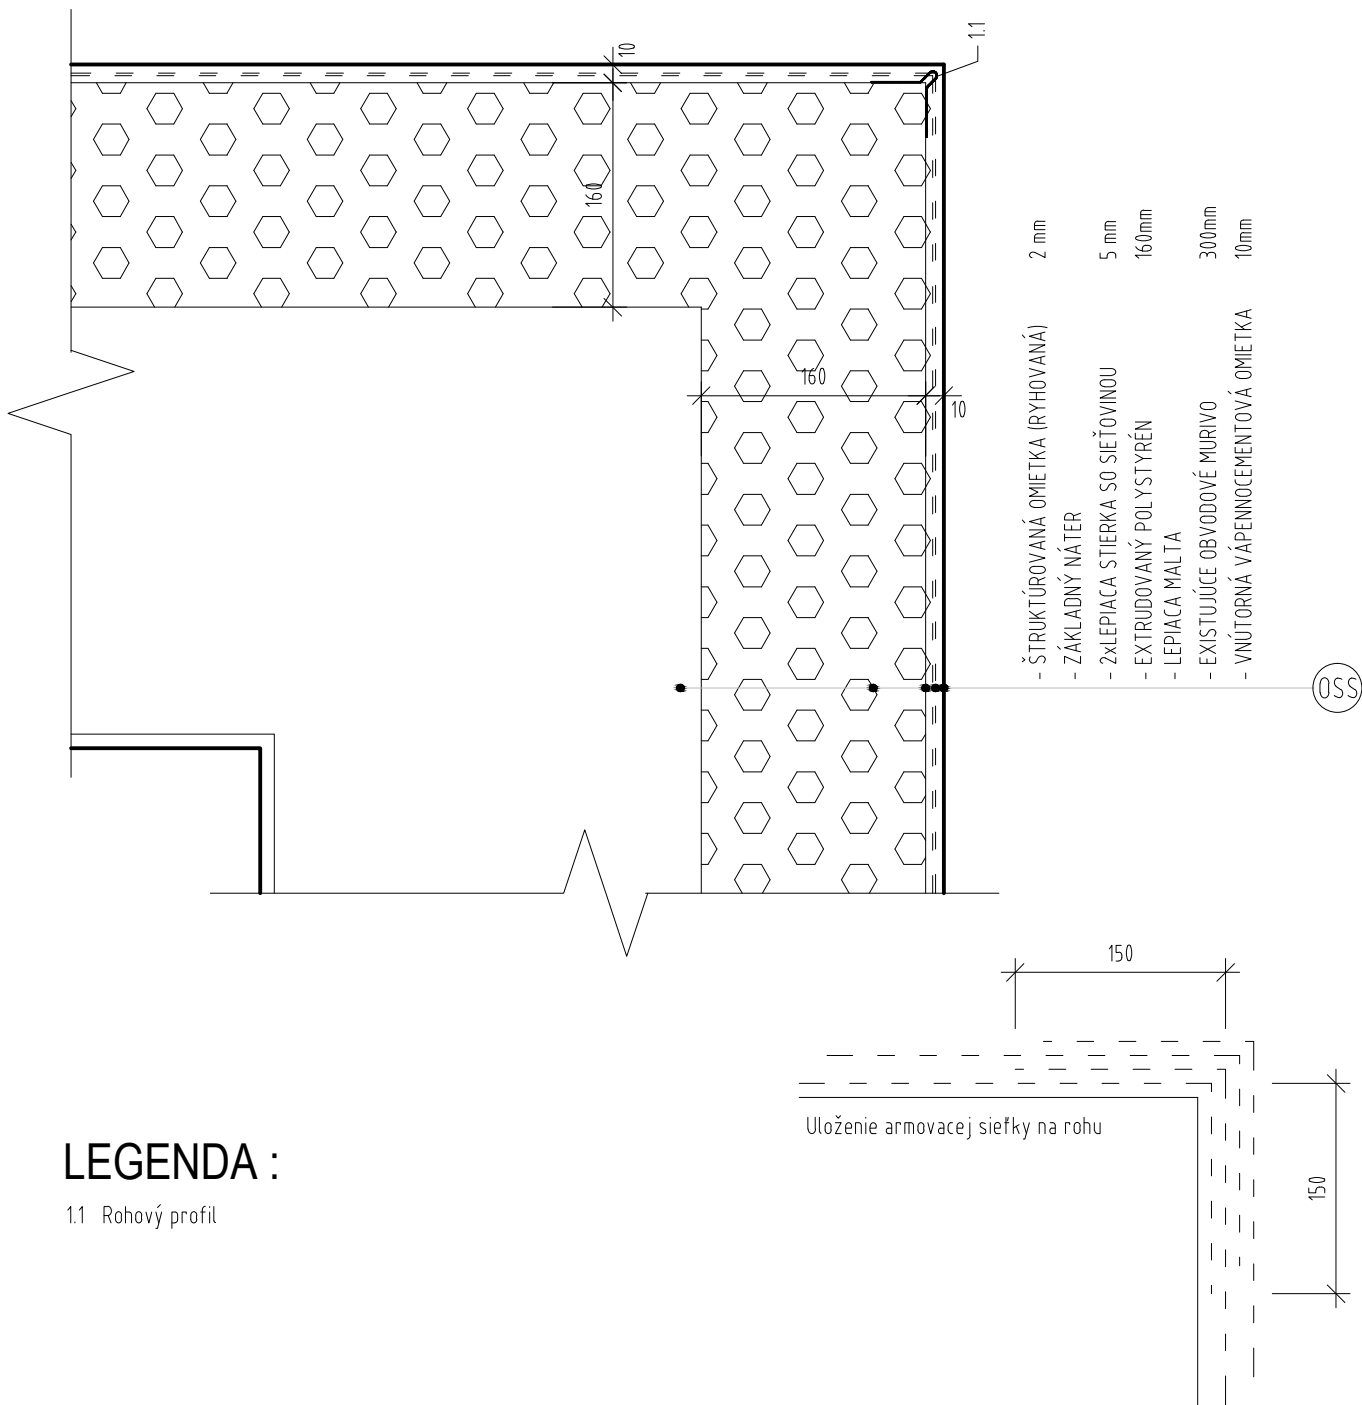 10
1.1
160
160
10
- ŠTRUKTÚROVANÁ OMIETKA (RYHOVANÁ) 2 mm
- ZÁKLADNÝ NÁTER
- 2xLEPIACA STIERKA SO SIEŤOVINOU 5 mm
- EXTRUDOVANÝ POLYSTYRÉN 160mm
- LEPIACA MALTA
- EXISTUJÚCE OBVODOVÉ MURIVO 300mm
- VNÚTORNÁ VÁPENNOCEMENTOVÁ OMIETKA 10mm
OSS
150
Uloženie armovacej sieťky na rohu
150
LEGENDA :
1.1 Rohový profil